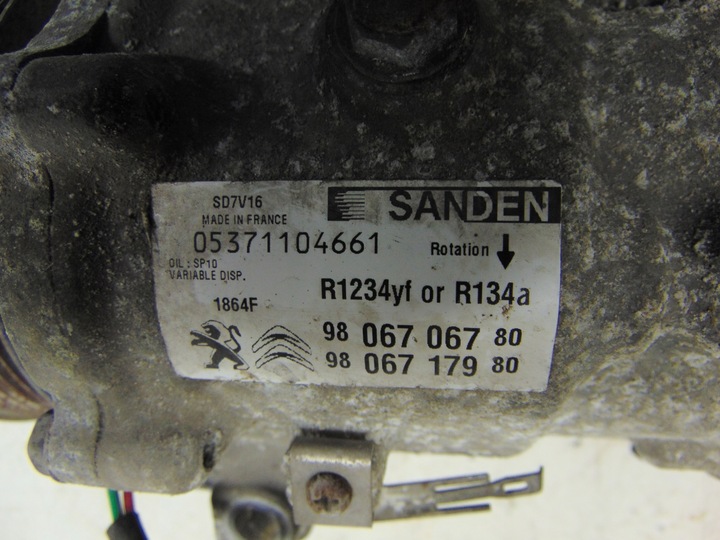 SD7V16
MADE IN FRANCE
SANDEN
05371104661
Rotation
OIL : SP10
VARIABLE DISP.
R1234yf or R134a
1864F
98 067 067 80
98 067 179 80